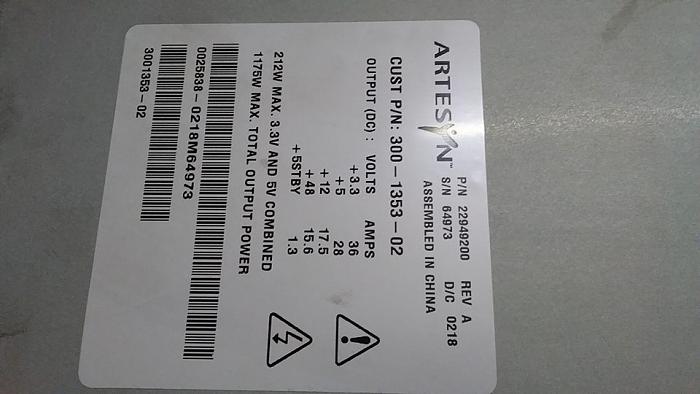 ARTESYN™
P/N 22949200 REV A
S/N 64973 D/C 0218
ASSEMBLED IN CHINA
CUST P/N: 300-1353-02
OUTPUT (DC): VOLTS AMPS
+3.3 36
+5 28
+12 17.5
+48 15.6
+5STBY 1.3
212W MAX. 3.3V AND 5V COMBINED
1175W MAX. TOTAL OUTPUT POWER
0025838-0218M64973
3001353-02